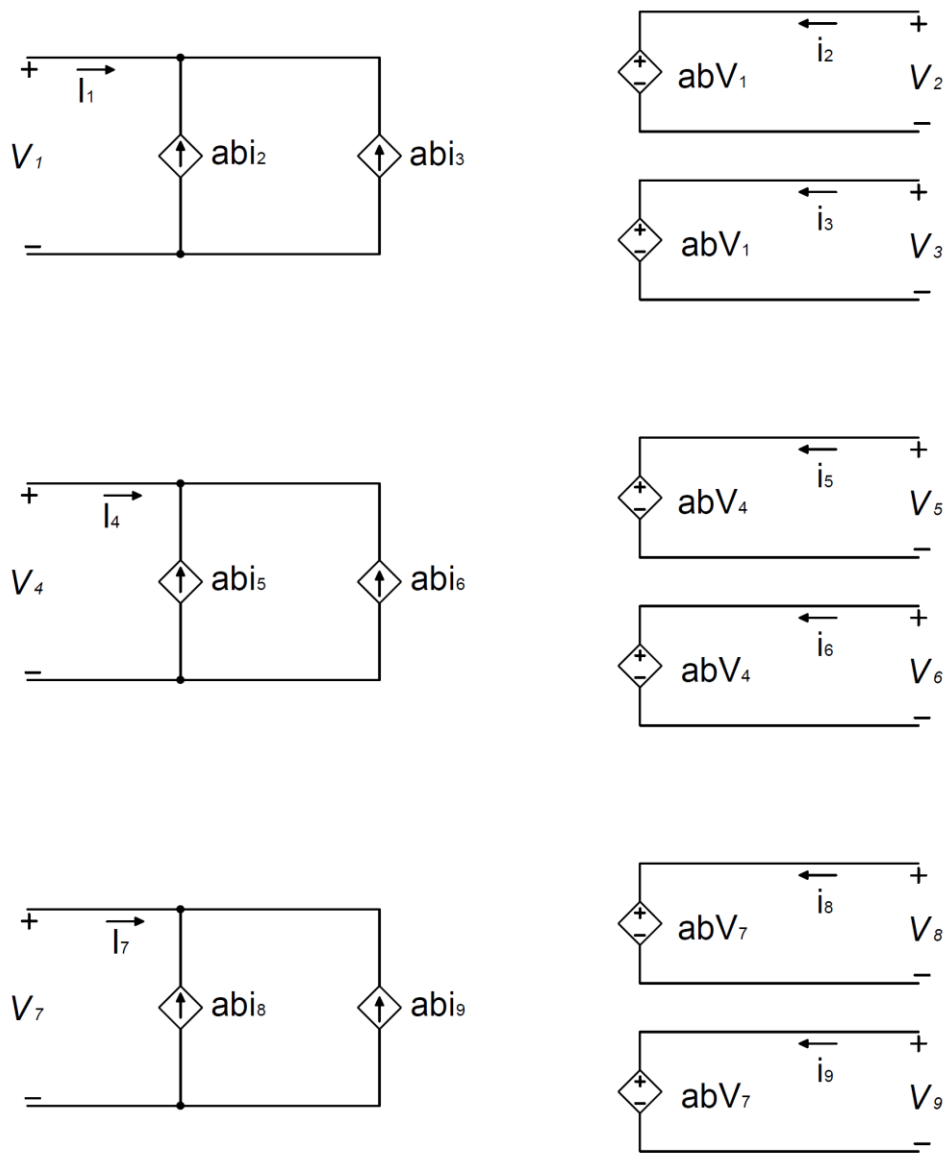 + I₁ V₁ − abi₂ abi₃
+ − abV₁ i₂ + V₂ −
+ − abV₁ i₃ + V₃ −
+ I₄ V₄ − abi₅ abi₆
+ − abV₄ i₅ + V₅ −
+ − abV₄ i₆ + V₆ −
+ I₇ V₇ − abi₈ abi₉
+ − abV₇ i₈ + V₈ −
+ − abV₇ i₉ + V₉ −